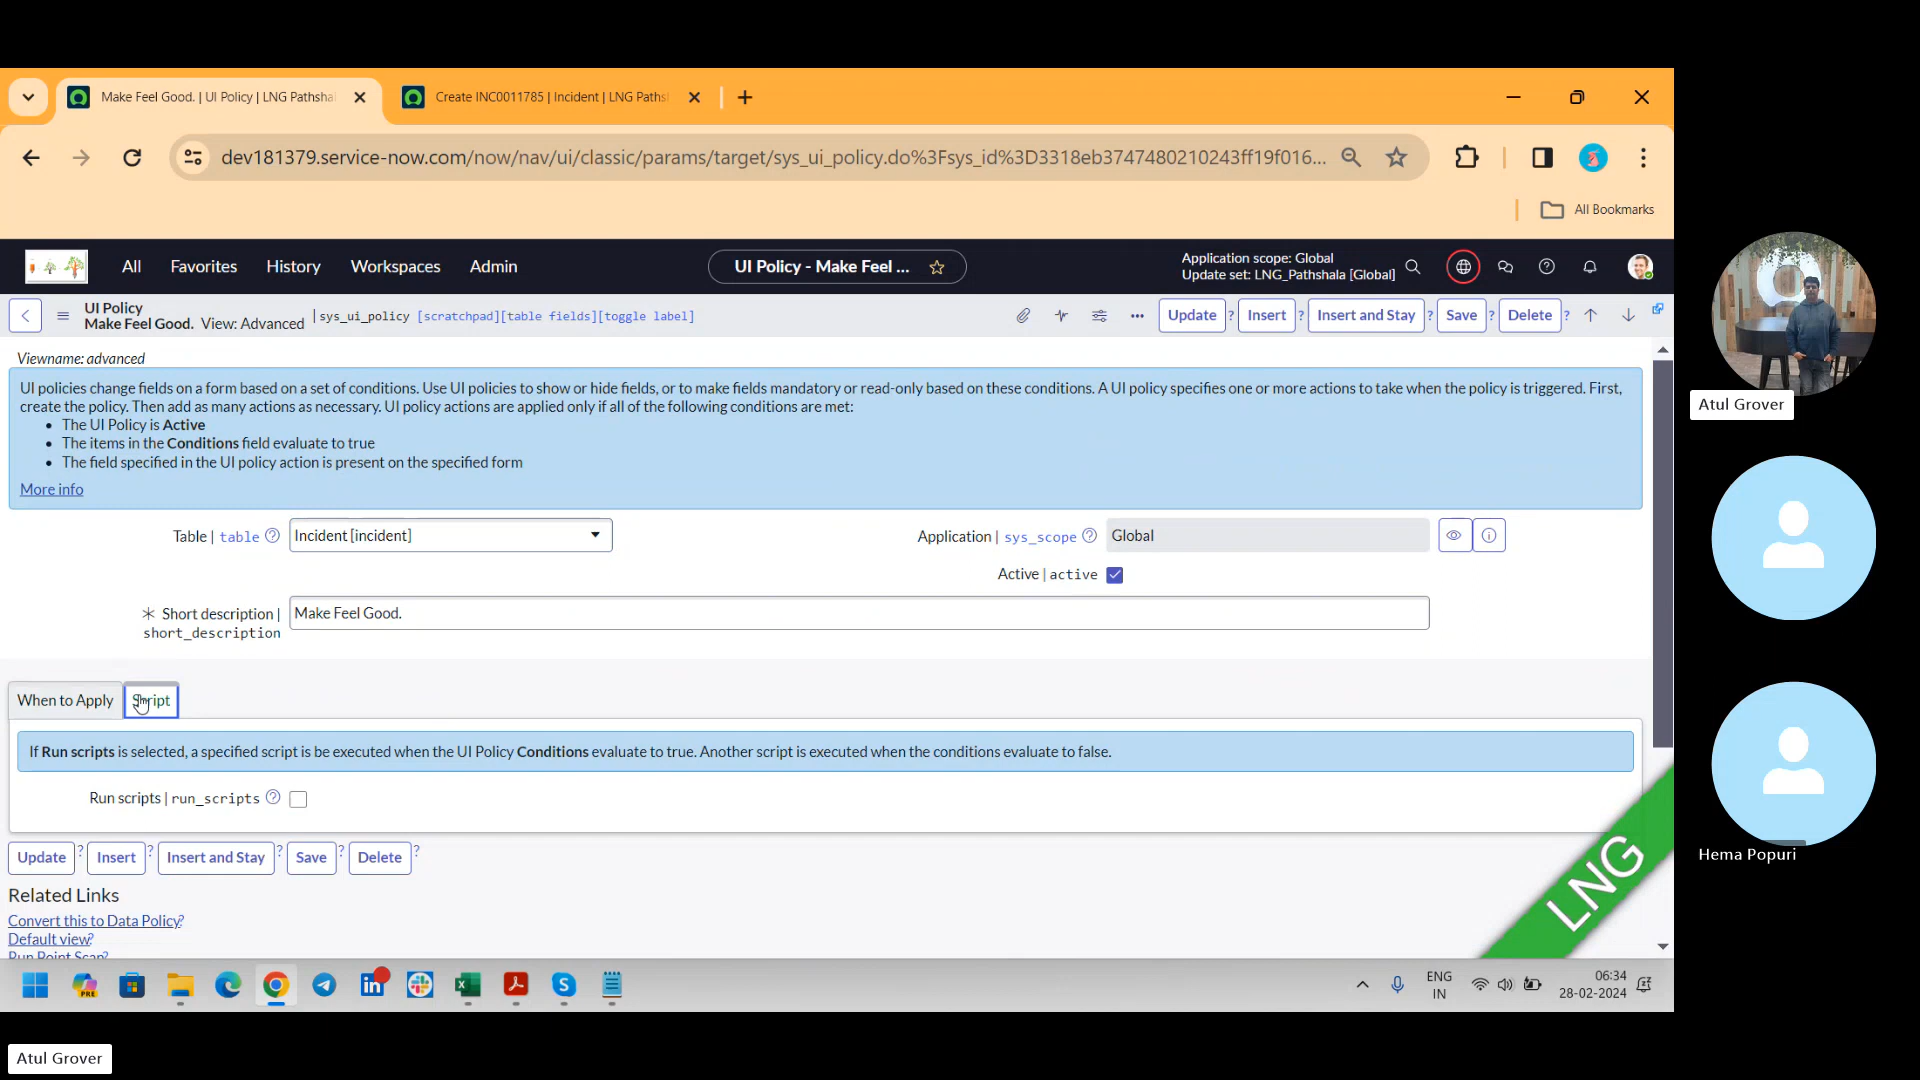 Make Feel Good. | UI Policy | LNG Pathsha
Create INC0011785 | Incident | LNG Paths
dev181379.service-now.com/now/nav/ui/classic/params/target/sys_ui_policy.do%3Fsys_id%3D3318eb3747480210243ff19f016...
All Bookmarks
All
Favorites
History
Workspaces
Admin
UI Policy - Make Feel ...
Application scope: Global
Update set: LNG_Pathshala [Global]
UI Policy
Make Feel Good. View: Advanced
|sys_ui_policy [scratchpad][table fields][toggle label]
Update ? Insert ? Insert and Stay ? Save ? Delete ?
Viewname: advanced
UI policies change fields on a form based on a set of conditions. Use UI policies to show or hide fields, or to make fields mandatory or read-only based on these conditions. A UI policy specifies one or more actions to take when the policy is triggered. First,
create the policy. Then add as many actions as necessary. UI policy actions are applied only if all of the following conditions are met:
• The UI Policy is Active
• The items in the Conditions field evaluate to true
• The field specified in the UI policy action is present on the specified form
More info
Table | table
Incident [incident]
Application | sys_scope
Global
Active | active
Short description |
short_description
Make Feel Good.
When to Apply
Script
If Run scripts is selected, a specified script is be executed when the UI Policy Conditions evaluate to true. Another script is executed when the conditions evaluate to false.
Run scripts | run_scripts
Update ? Insert ? Insert and Stay ? Save ? Delete ?
Related Links
Convert this to Data Policy?
Default view?
Run Point Scan?
LNG
PRE
ENG
IN
06:34
28-02-2024
Atul Grover
Hema Popuri
Atul Grover